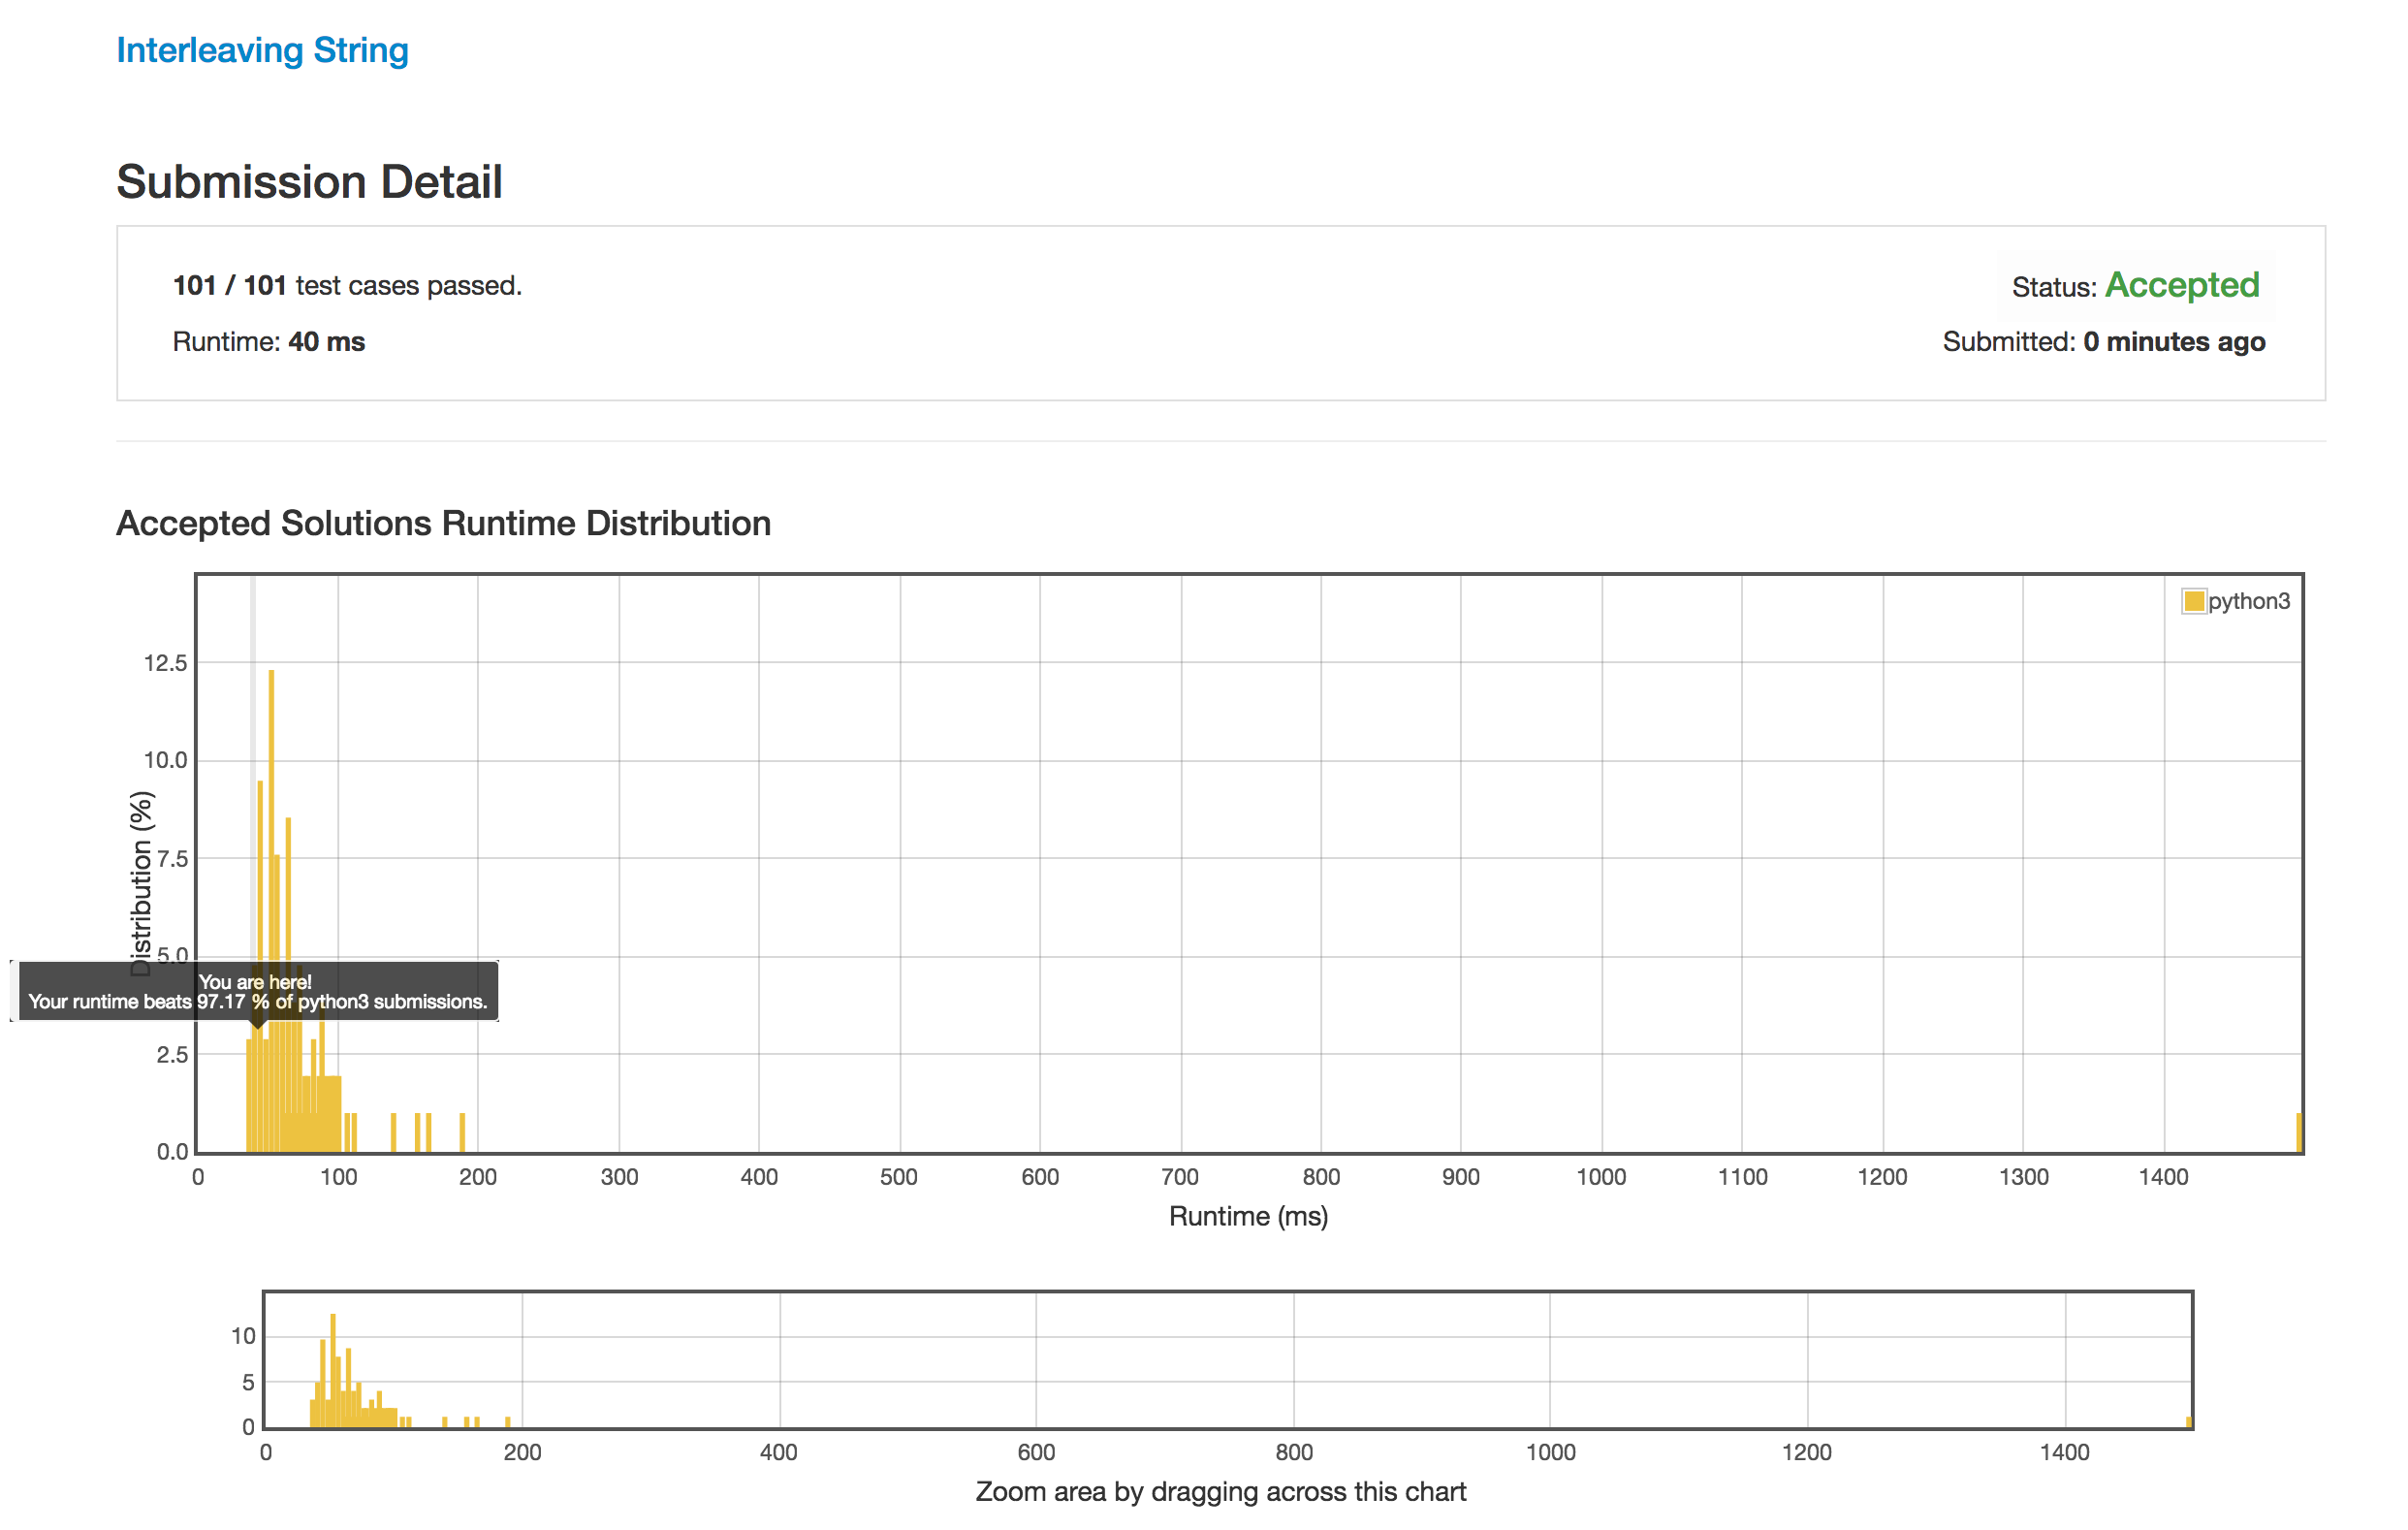 Interleaving String
Submission Detail
101 / 101 test cases passed.
Status: Accepted
Runtime: 40 ms
Submitted: 0 minutes ago
Accepted Solutions Runtime Distribution
python3
12.5
10.0
7.5
5.0
2.5
0.0
Distribution (%)
You are here!
Your runtime beats 97.17 % of python3 submissions.
0 100 200 300 400 500 600 700 800 900 1000 1100 1200 1300 1400
Runtime (ms)
10
5
0
0 200 400 600 800 1000 1200 1400
Zoom area by dragging across this chart